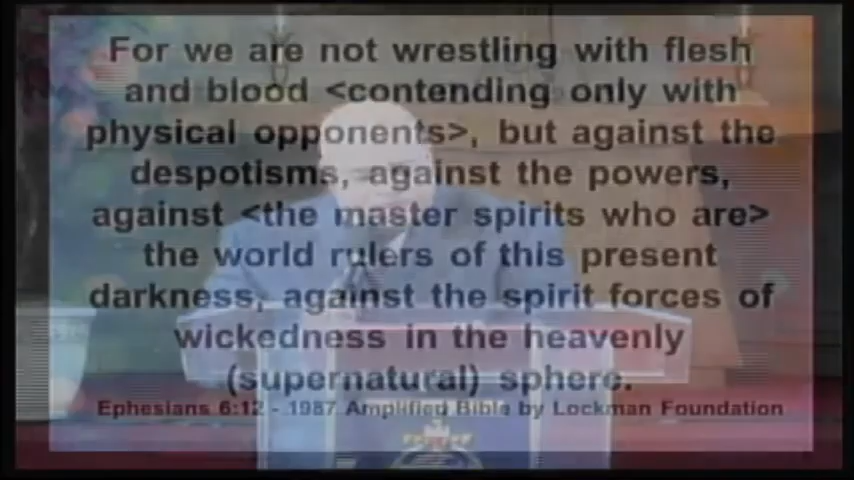 For we are not wrestling with flesh
and blood <contending only with
physical opponents>, but against the
despotisms, against the powers,
against <the master spirits who are>
the world rulers of this present
darkness, against the spirit forces of
wickedness in the heavenly
(supernatural) sphere.
Ephesians 6:12 - 1987 Amplified Bible by Lockman Foundation